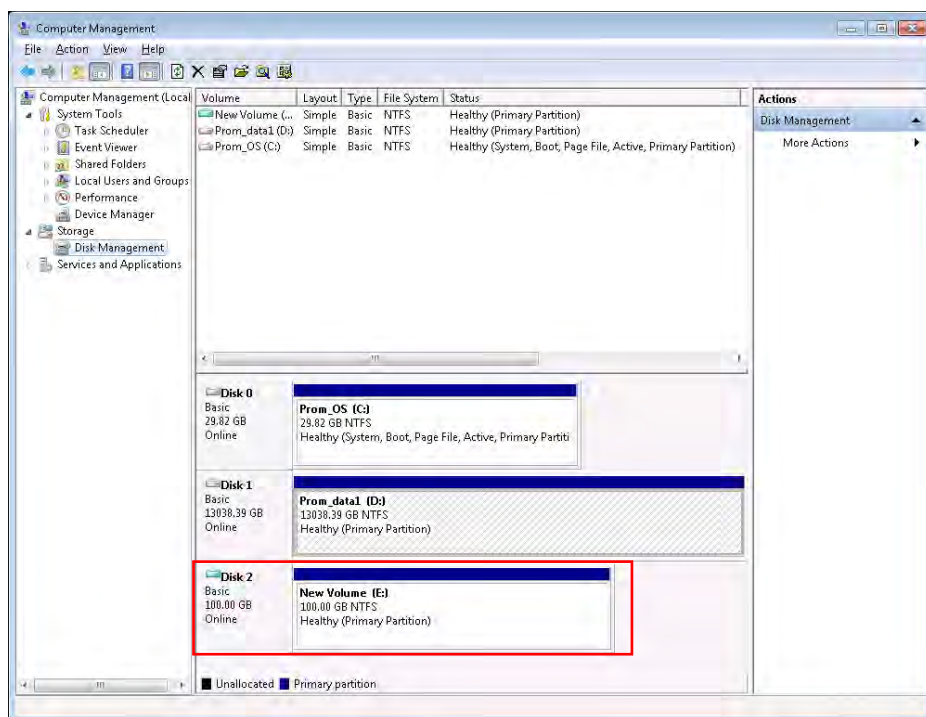 Computer Management
File Action View Help
Computer Management (Local
System Tools
Task Scheduler
Event Viewer
Shared Folders
Local Users and Groups
Performance
Device Manager
Storage
Disk Management
Services and Applications
Volume Layout Type File System Status
New Volume (... Simple Basic NTFS Healthy (Primary Partition)
Prom_data1 (D:) Simple Basic NTFS Healthy (Primary Partition)
Prom_OS (C:) Simple Basic NTFS Healthy (System, Boot, Page File, Active, Primary Partition)
Disk 0
Basic
29.82 GB
Online
Prom_OS (C:)
29.82 GB NTFS
Healthy (System, Boot, Page File, Active, Primary Partiti
Disk 1
Basic
13038.39 GB
Online
Prom_data1 (D:)
13038.39 GB NTFS
Healthy (Primary Partition)
Disk 2
Basic
100.00 GB
Online
New Volume (E:)
100.00 GB NTFS
Healthy (Primary Partition)
Unallocated Primary partition
Actions
Disk Management
More Actions